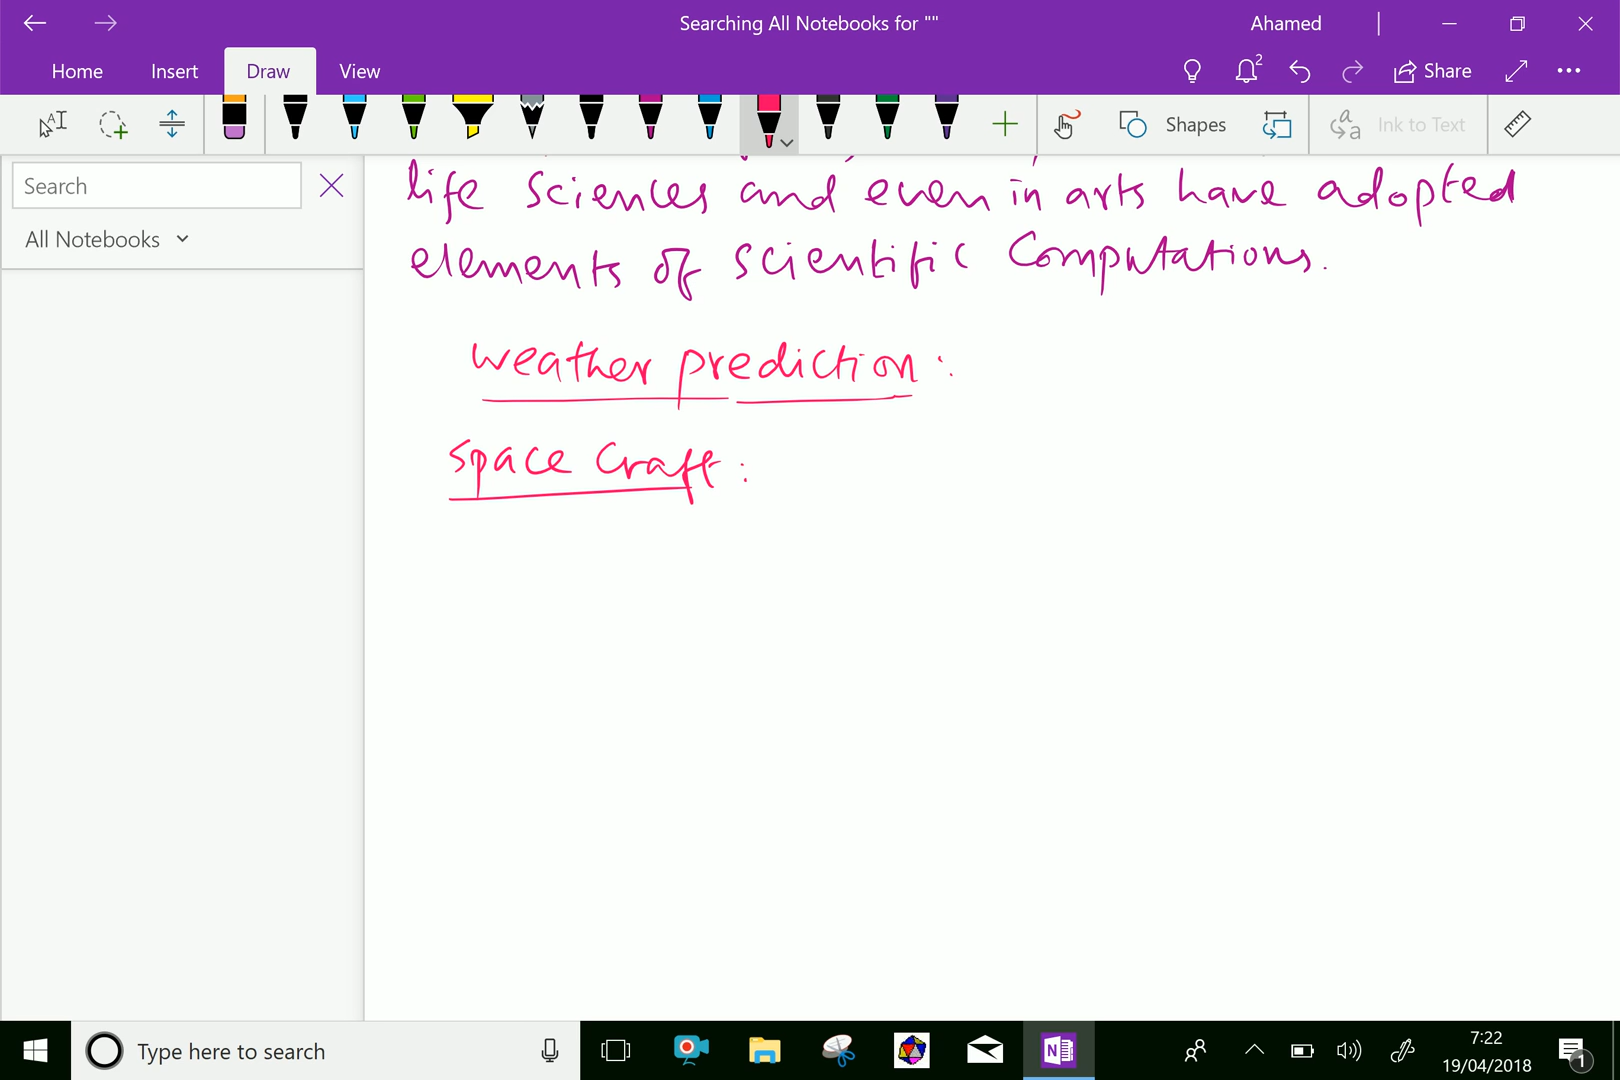 Searching All Notebooks for ""
Ahamed
Home Insert Draw View
2
Share
Shapes
Ink to Text
Search
All Notebooks
life sciences and even in arts have adopted
elements of scientific Computations.
weather prediction :
space Craft :
Type here to search
7:22
19/04/2018
1